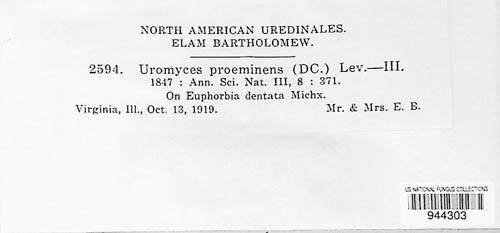 NORTH AMERICAN UREDINALES.
ELAM BARTHOLOMEW.
2594. Uromyces proeminens (DC.) Lev.—III.
1847 : Ann. Sci. Nat. III, 8 : 371.
On Euphorbia dentata Michx.
Virginia, Ill., Oct. 13, 1919. Mr. & Mrs. E. B.
US NATIONAL FUNGUS COLLECTIONS
944303